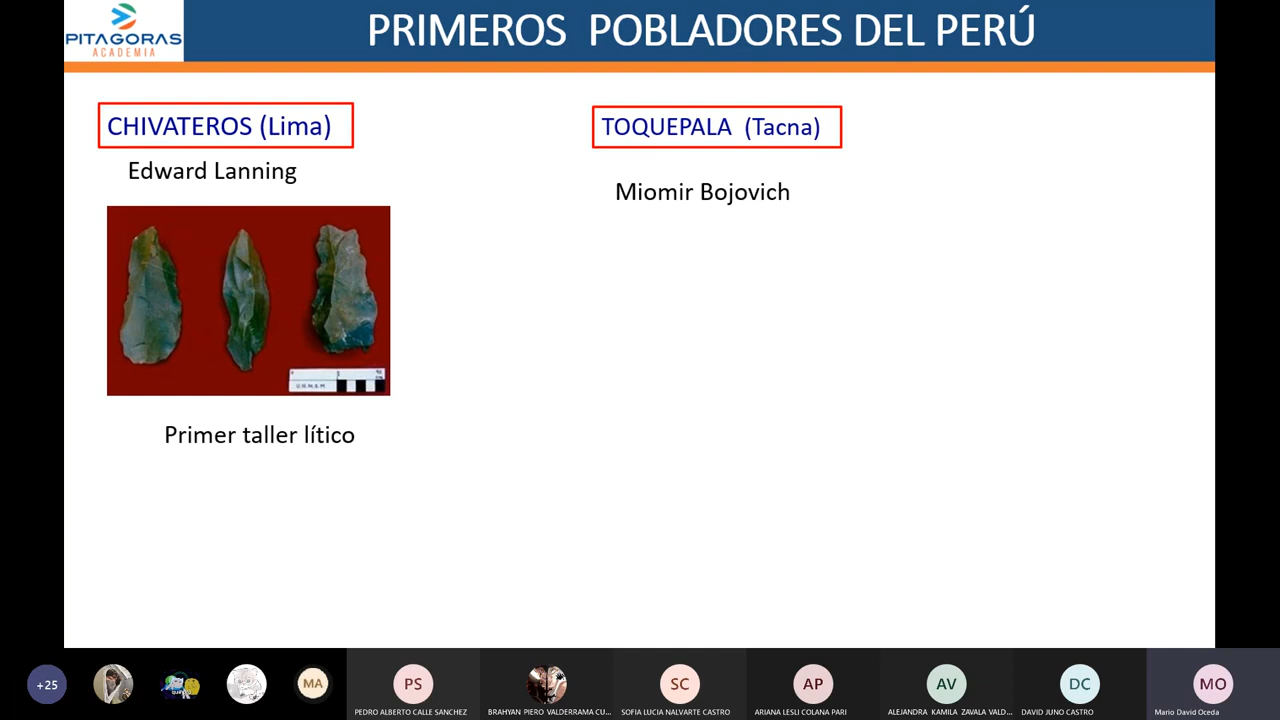 PITAGORAS
ACADEMIA
PRIMEROS POBLADORES DEL PERÚ
CHIVATEROS (Lima)
Edward Lanning
Primer taller lítico
TOQUEPALA (Tacna)
Miomir Bojovich
+25
MA
PS
PEDRO ALBERTO CALLE SANCHEZ
BRAHYAN PIERO VALDERRAMA CU...
SC
SOFIA LUCIA NALVARTE CASTRO
AP
ARIANA LESLI COLANA PARI
AV
ALEJANDRA KAMILA ZAVALA VALD...
DC
DAVID JUNO CASTRO
MO
Mario David Oceda